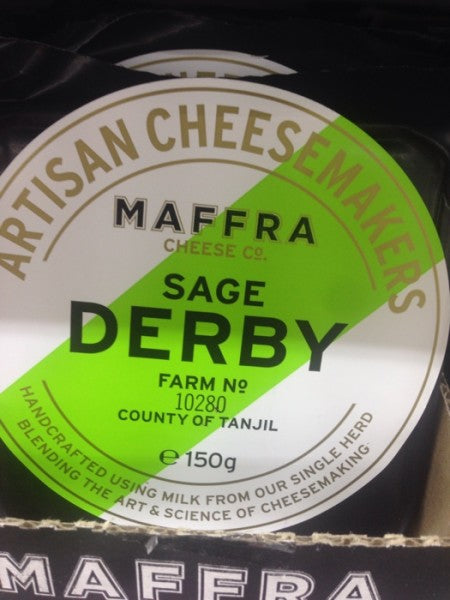 ARTISAN CHEESEMAKERS
MAFFRA
CHEESE Co.
SAGE
DERBY
FARM No
10280
COUNTY OF TANJIL
e 150g
HANDCRAFTED USING MILK FROM OUR SINGLE HERD
BLENDING THE ART & SCIENCE OF CHEESEMAKING
MAFFRA